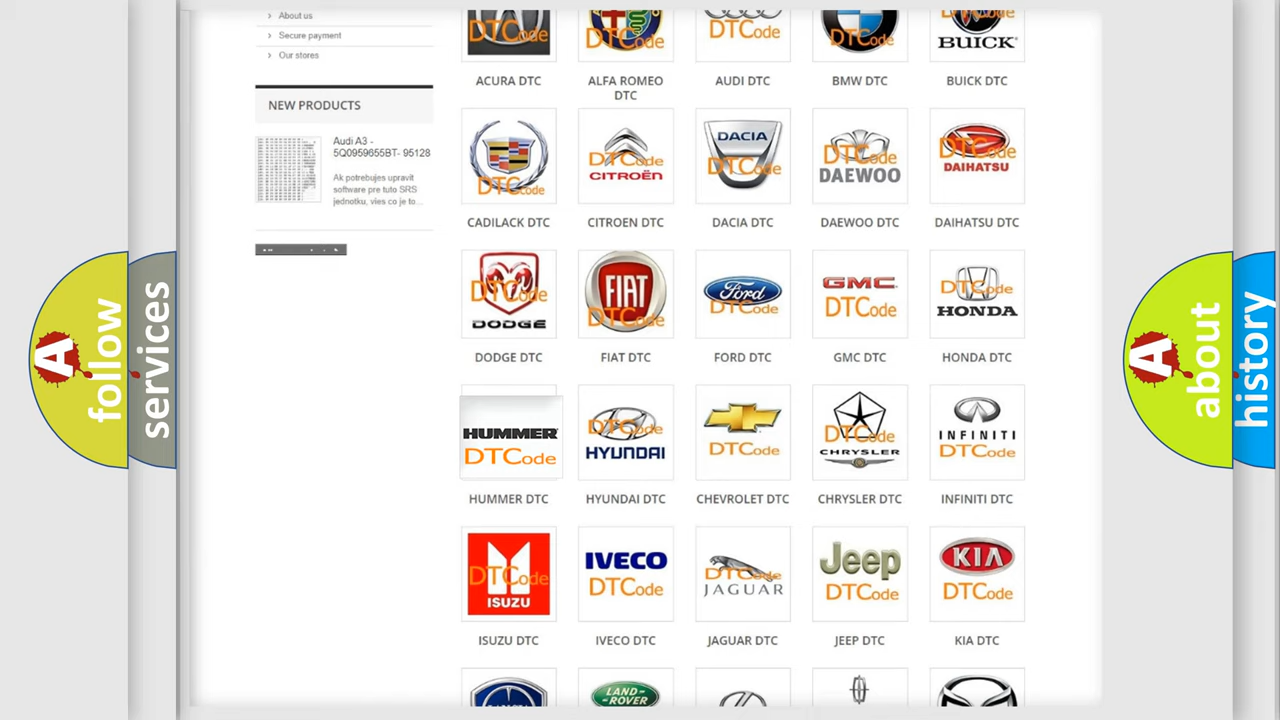 About us
Secure payment
Our stores
NEW PRODUCTS
Audi A3 -
5Q0959655BT- 95128
Ak potrebujes upravit
software pre tuto SRS
jednotku, vies co je to...
DTCode
DTCode
DTCode
DTCode
DTCode
BUICK
ACURA DTC
ALFA ROMEO
DTC
AUDI DTC
BMW DTC
BUICK DTC
DTCode
DTCode
CITROËN
DACIA
DTCode
DTCode
DAEWOO
DTCode
DAIHATSU
CADILACK DTC
CITROEN DTC
DACIA DTC
DAEWOO DTC
DAIHATSU DTC
DTCode
DODGE
FIAT
DTCode
Ford
DTCode
GMC
DTCode
DTCode
HONDA
DODGE DTC
FIAT DTC
FORD DTC
GMC DTC
HONDA DTC
HUMMER
DTCode
DTCode
HYUNDAI
DTCode
DTCode
CHRYSLER
INFINITI
DTCode
HUMMER DTC
HYUNDAI DTC
CHEVROLET DTC
CHRYSLER DTC
INFINITI DTC
DTCode
ISUZU
IVECO
DTCode
DTCode
JAGUAR
Jeep
DTCode
KIA
DTCode
ISUZU DTC
IVECO DTC
JAGUAR DTC
JEEP DTC
KIA DTC
LAND-
ROVER
A
follow
services
A
about
history